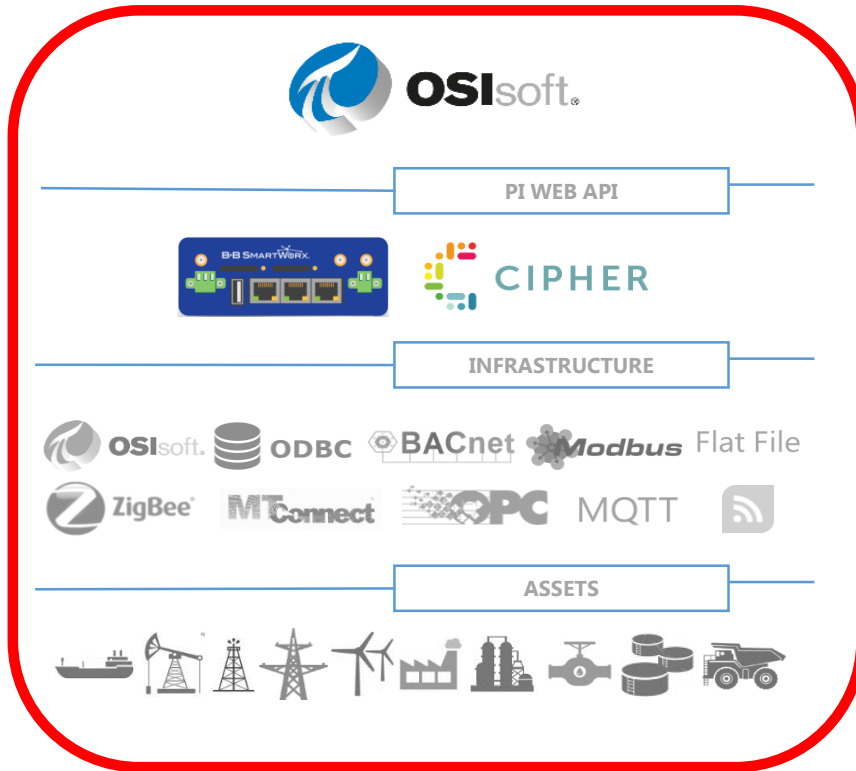 OSIsoft.
PI WEB API
B+B SMARTWORX.
CIPHER
INFRASTRUCTURE
OSIsoft. ODBC BACnet Modbus Flat File
ZigBee® MTConnect OPC MQTT
ASSETS